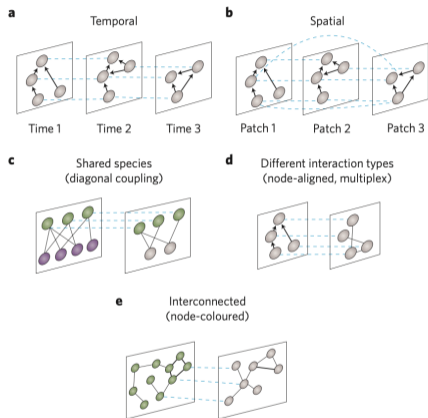 a
Temporal
Time 1
Time 2
Time 3
b
Spatial
Patch 1
Patch 2
Patch 3
c
Shared species
(diagonal coupling)
d
Different interaction types
(node-aligned, multiplex)
e
Interconnected
(node-coloured)